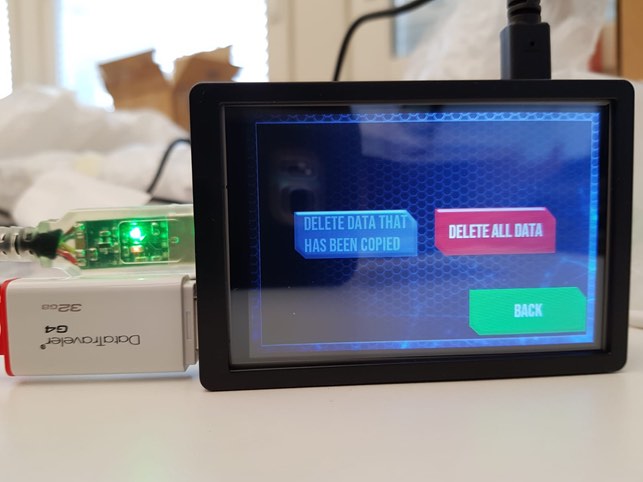 DELETE DATA THAT
HAS BEEN COPIED
DELETE ALL DATA
BACK
32GB
G4
DataTraveler®